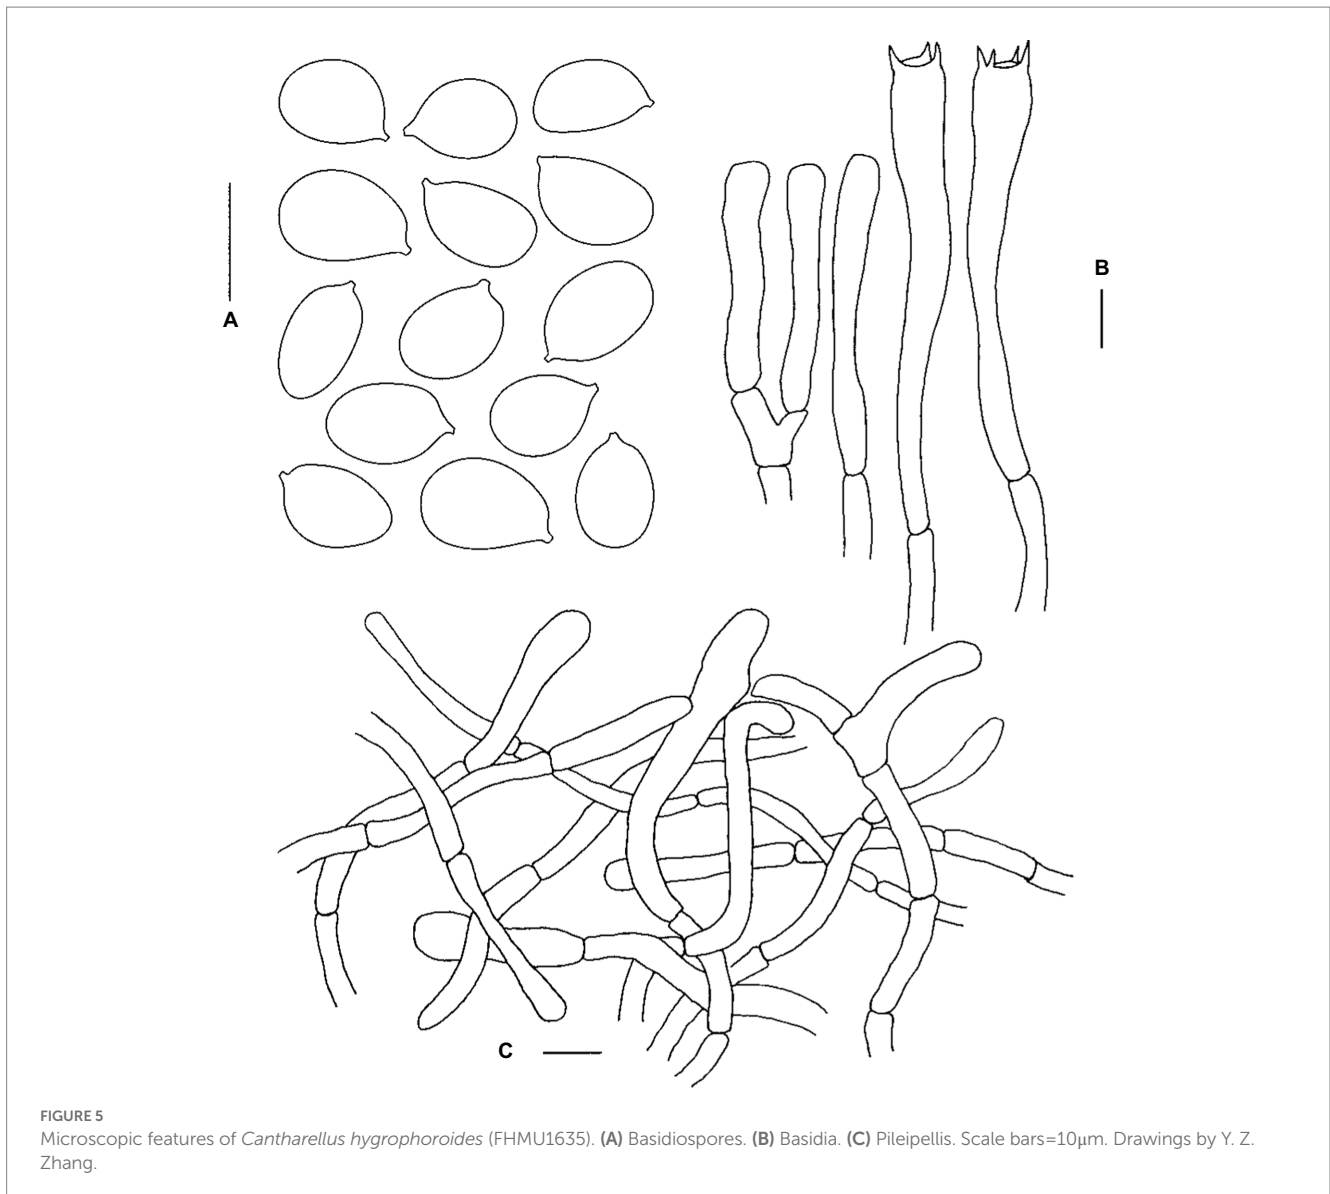 A
B
C
FIGURE 5
Microscopic features of Cantharellus hygrophoroides (FHMU1635). (A) Basidiospores. (B) Basidia. (C) Pileipellis. Scale bars=10μm. Drawings by Y. Z.
Zhang.